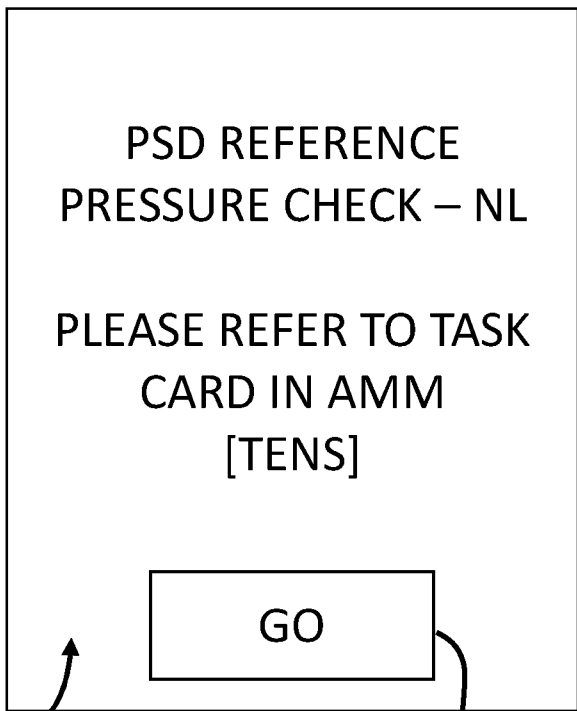 PSD REFERENCE
PRESSURE CHECK – NL
PLEASE REFER TO TASK
CARD IN AMM
[TENS]
GO